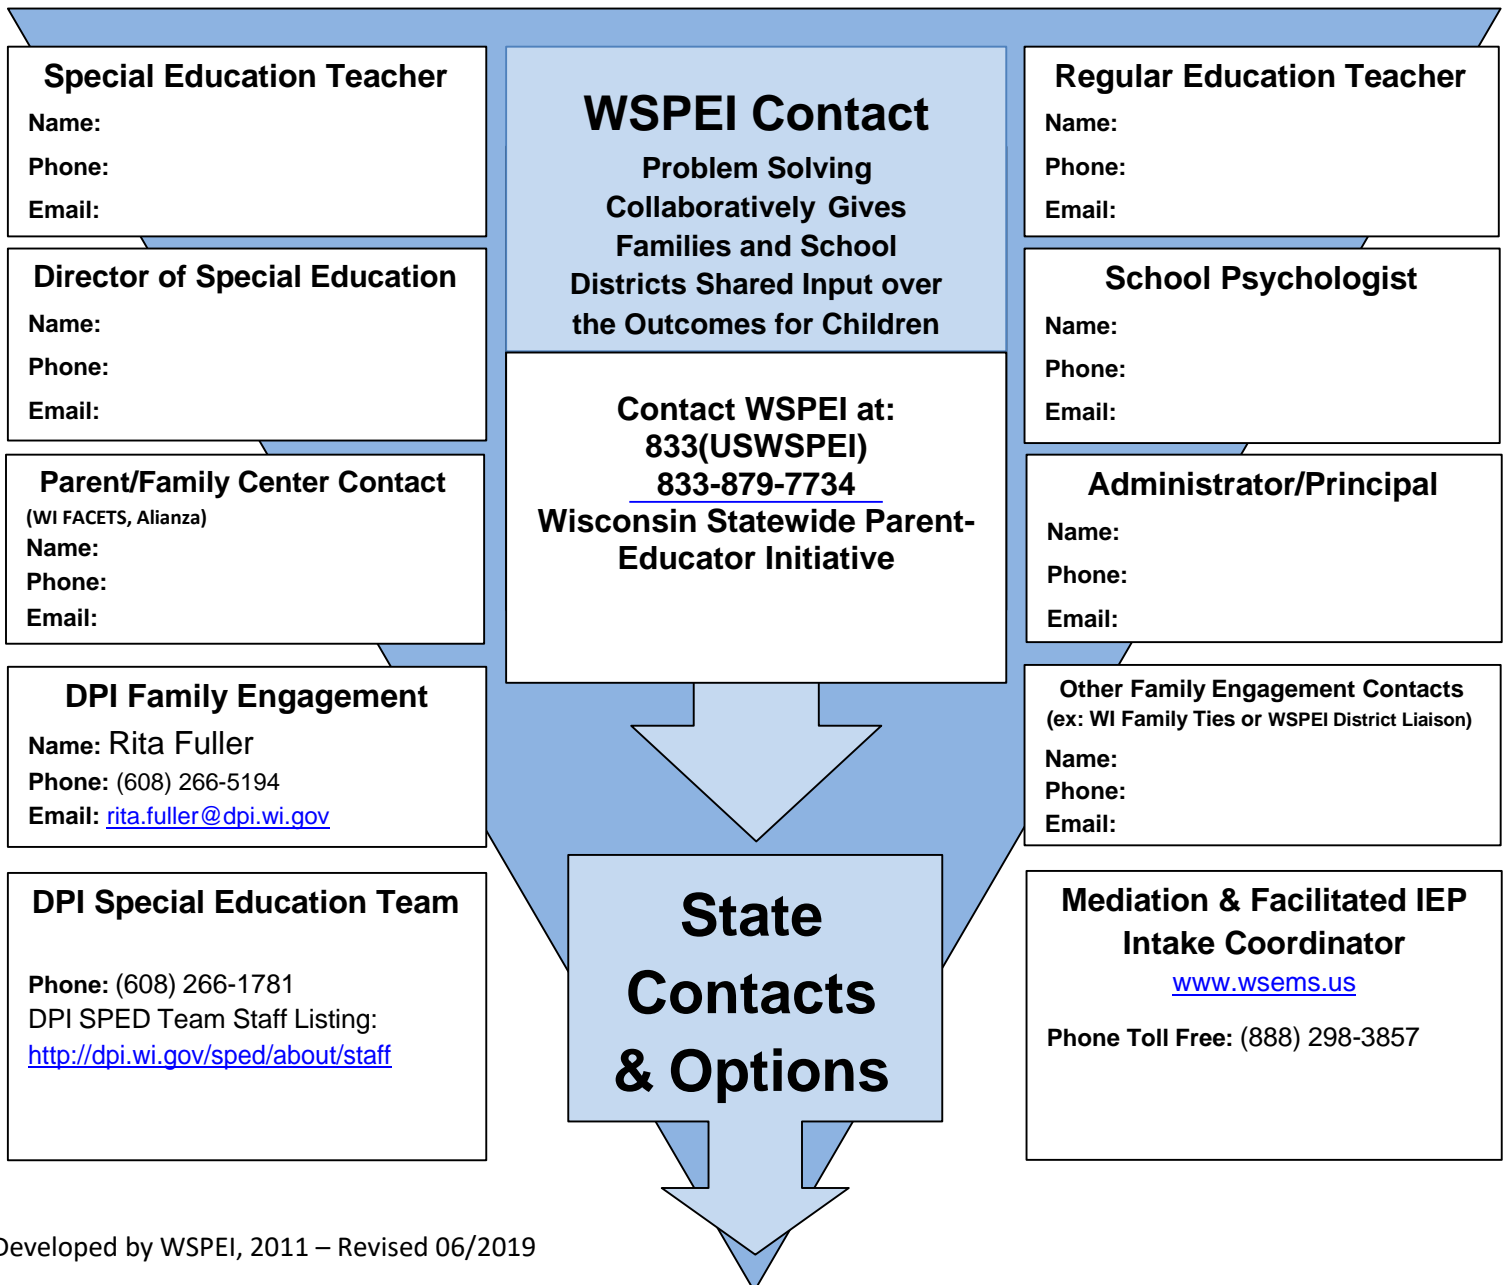 Special Education Teacher
Name:
Phone:
Email:
WSPEI Contact
Problem Solving
Collaboratively Gives
Families and School
Districts Shared Input over
the Outcomes for Children
Regular Education Teacher
Name:
Phone:
Email:
Director of Special Education
Name:
Phone:
Email:
School Psychologist
Name:
Phone:
Email:
Contact WSPEI at:
833(USWSPEI)
833-879-7734
Wisconsin Statewide Parent-
Educator Initiative
Parent/Family Center Contact
(WI FACETS, Alianza)
Name:
Phone:
Email:
Administrator/Principal
Name:
Phone:
Email:
DPI Family Engagement
Name: Rita Fuller
Phone: (608) 266-5194
Email: rita.fuller@dpi.wi.gov
Other Family Engagement Contacts
(ex: WI Family Ties or WSPEI District Liaison)
Name:
Phone:
Email:
DPI Special Education Team
Phone: (608) 266-1781
DPI SPED Team Staff Listing:
http://dpi.wi.gov/sped/about/staff
State
Contacts
& Options
Mediation & Facilitated IEP
Intake Coordinator
www.wsems.us
Phone Toll Free: (888) 298-3857
Developed by WSPEI, 2011 – Revised 06/2019